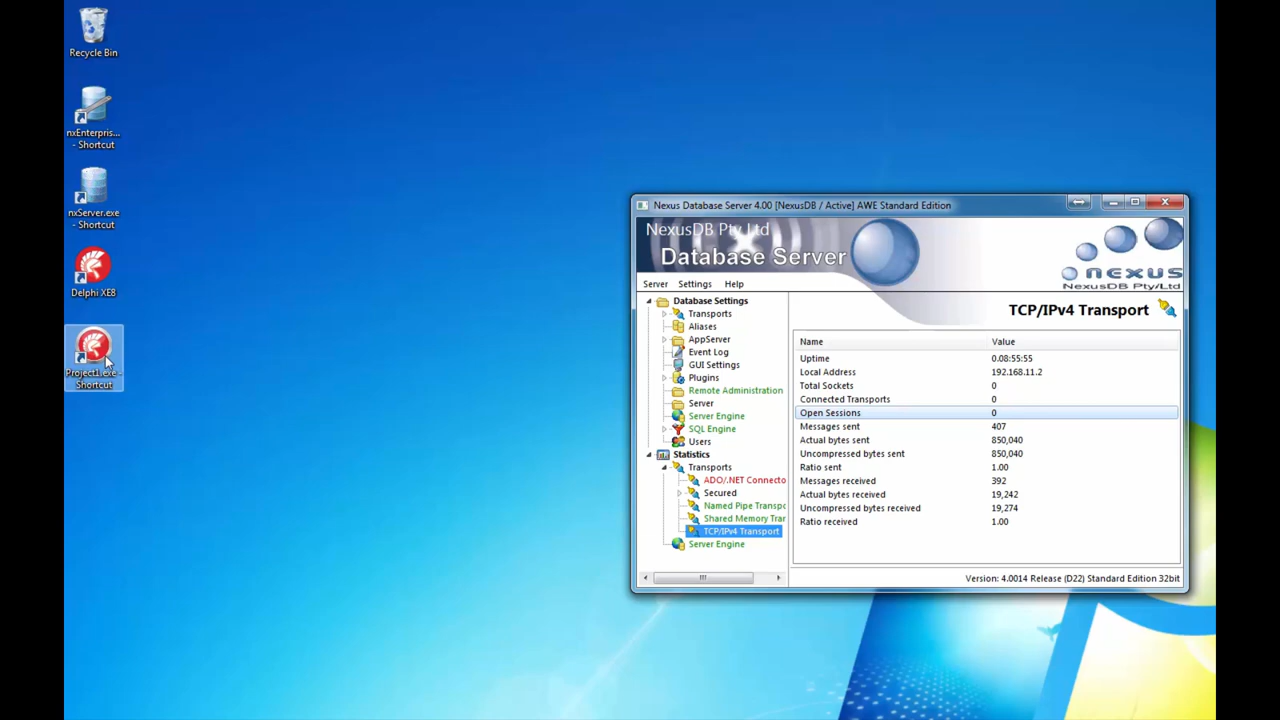 Recycle Bin
nxEnterpris...
- Shortcut
nxServer.exe
- Shortcut
Delphi XE8
Project1.exe -
Shortcut
Nexus Database Server 4.00 [NexusDB / Active] AWE Standard Edition
NexusDB Pty Ltd
Database Server
nexus
NexusDB Pty/Ltd
Server Settings Help
Database Settings
Transports
Aliases
AppServer
Event Log
GUI Settings
Plugins
Remote Administration
Server
Server Engine
SQL Engine
Users
Statistics
Transports
ADO/.NET Connecto
Secured
Named Pipe Transpo
Shared Memory Tran
TCP/IPv4 Transport
Server Engine
TCP/IPv4 Transport
Name Value
Uptime 0.08:55:55
Local Address 192.168.11.2
Total Sockets 0
Connected Transports 0
Open Sessions 0
Messages sent 407
Actual bytes sent 850,040
Uncompressed bytes sent 850,040
Ratio sent 1.00
Messages received 392
Actual bytes received 19,242
Uncompressed bytes received 19,274
Ratio received 1.00
Version: 4.0014 Release (D22) Standard Edition 32bit